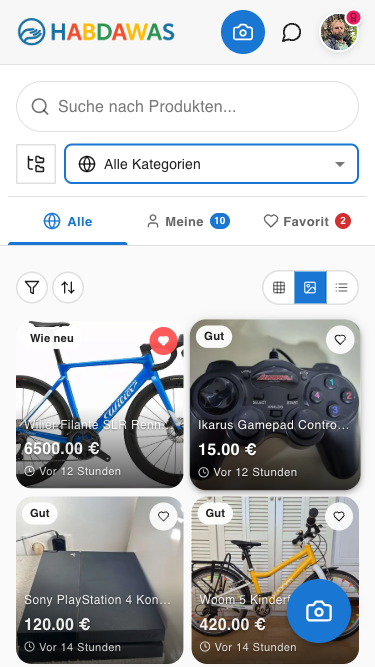 HABDAWAS
8
Suche nach Produkten...
Alle Kategorien
Alle
Meine 10
Favorit 2
Wie neu
Wilier Filante SLR Renn...
6500.00 €
Vor 12 Stunden
Gut
Ikarus Gamepad Contro...
15.00 €
Vor 12 Stunden
Gut
Sony PlayStation 4 Kon...
120.00 €
Vor 14 Stunden
Gut
Woom 5 Kinderf
420.00 €
Vor 14 Stunden